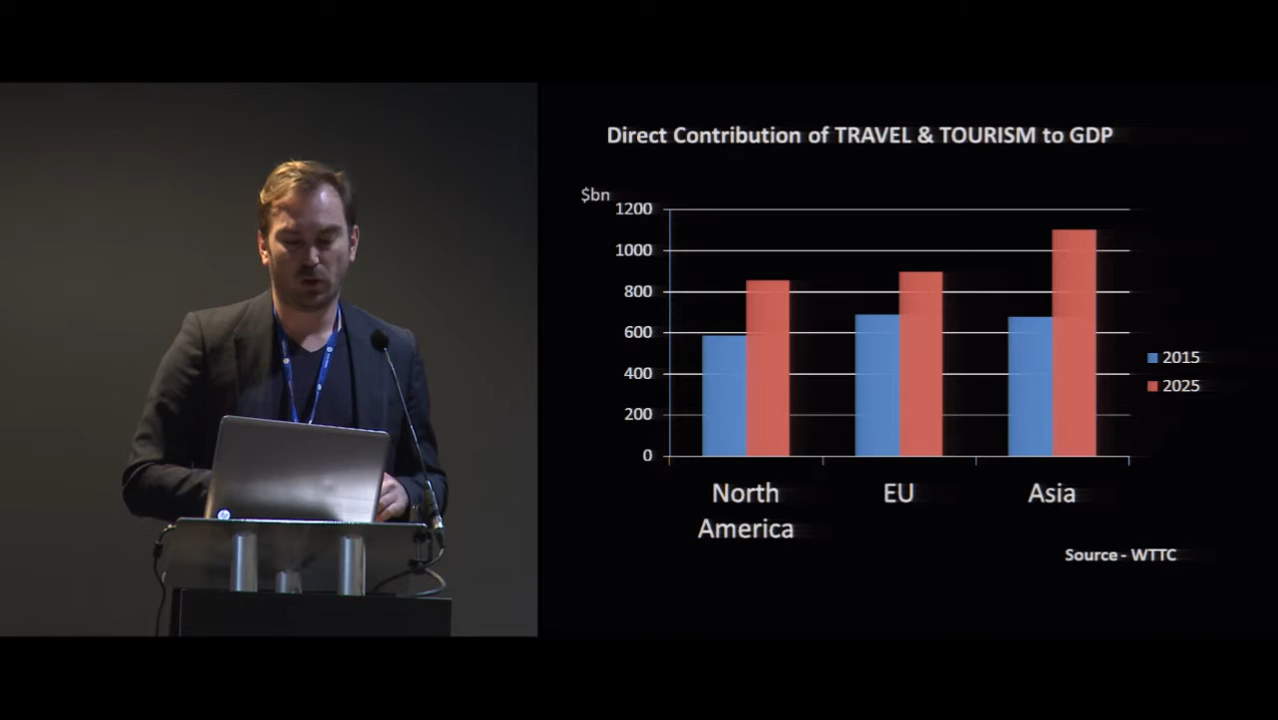 Direct Contribution of TRAVEL & TOURISM to GDP
$bn
1200
1000
800
600
400
200
0
North
America
EU
Asia
2015
2025
Source - WTTC
hp